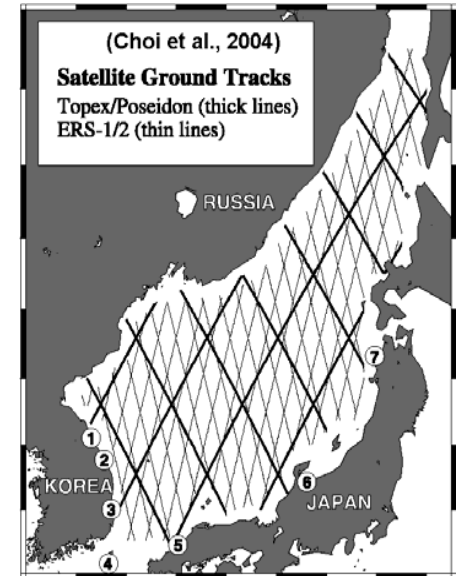 (Choi et al., 2004)
Satellite Ground Tracks
Topex/Poseidon (thick lines)
ERS-1/2 (thin lines)
RUSSIA
7
1
2
6
KOREA
JAPAN
3
5
4